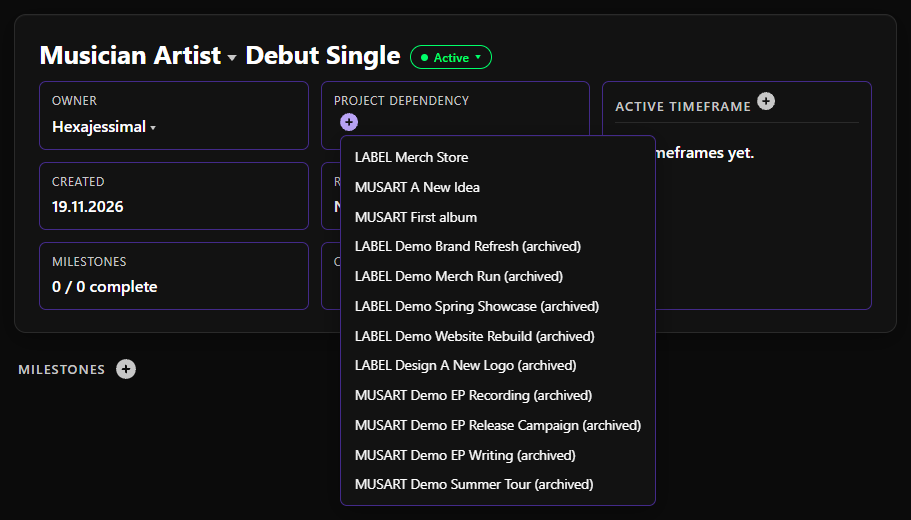 Musician Artist Debut Single Active
OWNER
Hexajessimal
PROJECT DEPENDENCY
ACTIVE TIMEFRAME
meframes yet.
CREATED
19.11.2026
MILESTONES
0 / 0 complete
LABEL Merch Store
MUSART A New Idea
MUSART First album
LABEL Demo Brand Refresh (archived)
LABEL Demo Merch Run (archived)
LABEL Demo Spring Showcase (archived)
LABEL Demo Website Rebuild (archived)
LABEL Design A New Logo (archived)
MUSART Demo EP Recording (archived)
MUSART Demo EP Release Campaign (archived)
MUSART Demo EP Writing (archived)
MUSART Demo Summer Tour (archived)
MILESTONES